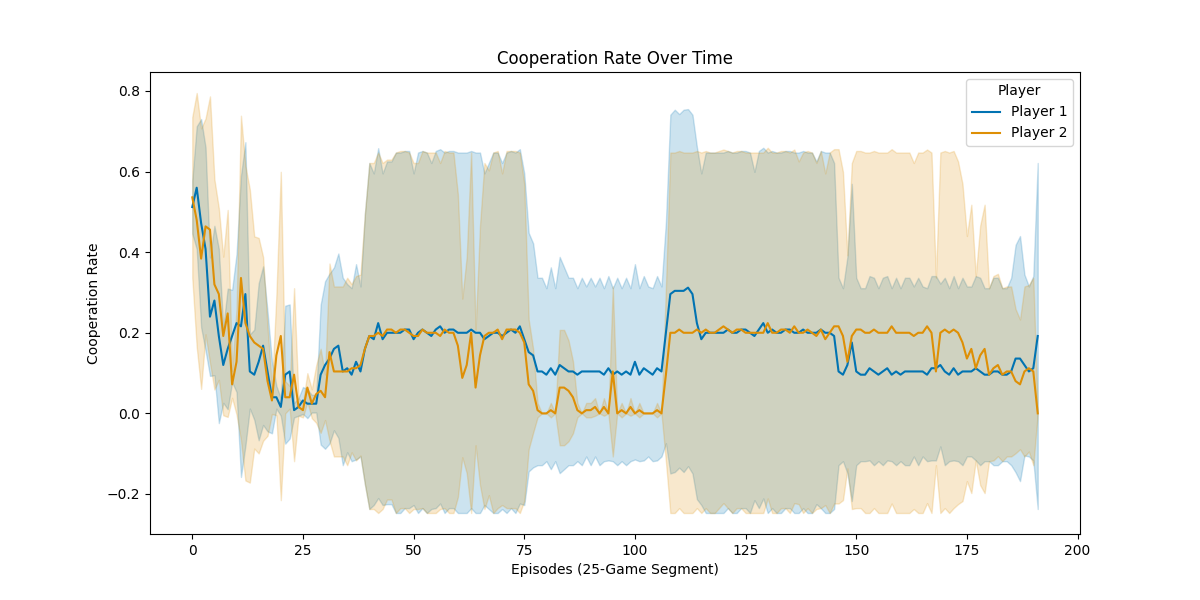 Cooperation Rate Over Time
Player
Player 1
Player 2
Cooperation Rate
0.8
0.6
0.4
0.2
0.0
−0.2
0 25 50 75 100 125 150 175 200
Episodes (25-Game Segment)